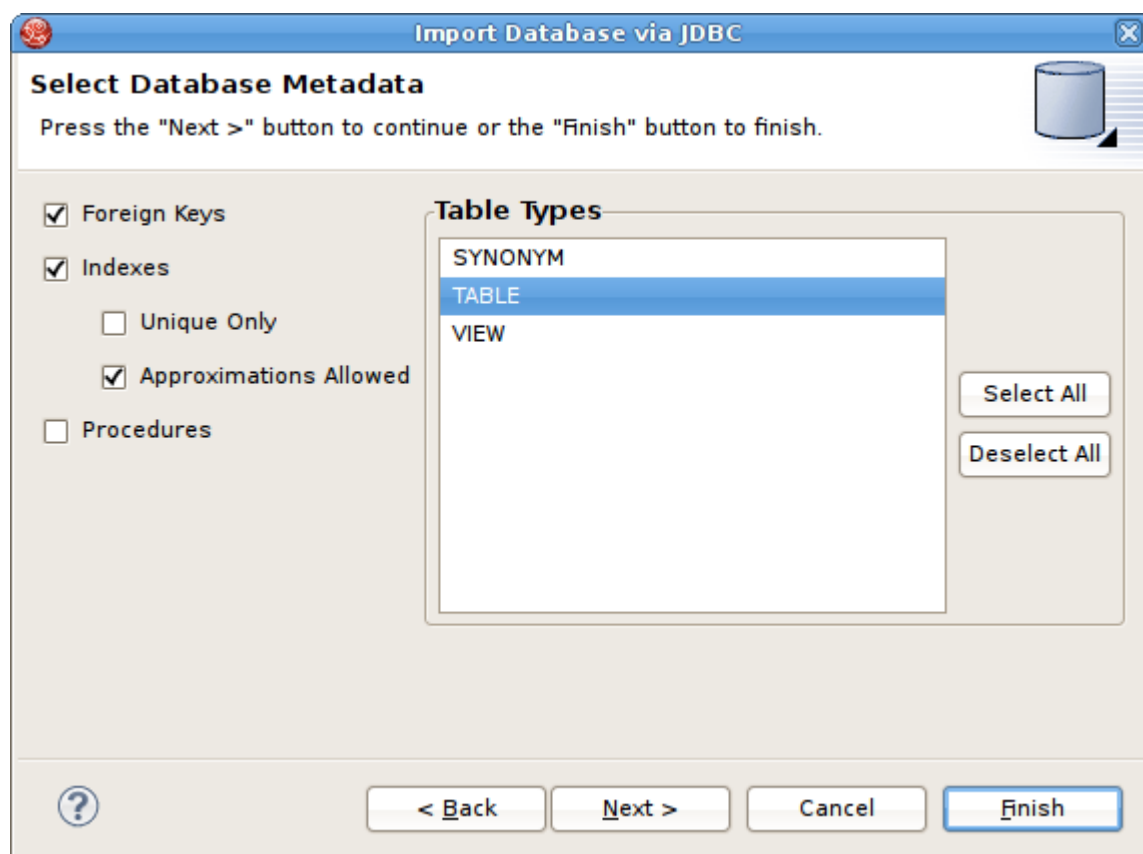 Import Database via JDBC
Select Database Metadata
Press the "Next >" button to continue or the "Finish" button to finish.
Foreign Keys
Indexes
Unique Only
Approximations Allowed
Procedures
Table Types
SYNONYM
TABLE
VIEW
Select All
Deselect All
?
< Back
Next >
Cancel
Finish